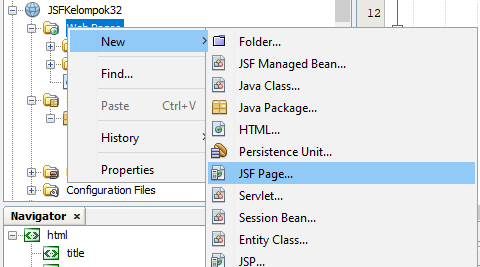 JSFKelompok32
12
Web Pages
New
Folder...
JSF Managed Bean...
Find...
Java Class...
Paste Ctrl+V
Java Package...
HTML...
History
Persistence Unit...
Properties
JSF Page...
Configuration Files
Servlet...
Navigator ×
Session Bean...
html
Entity Class...
title
JSP...